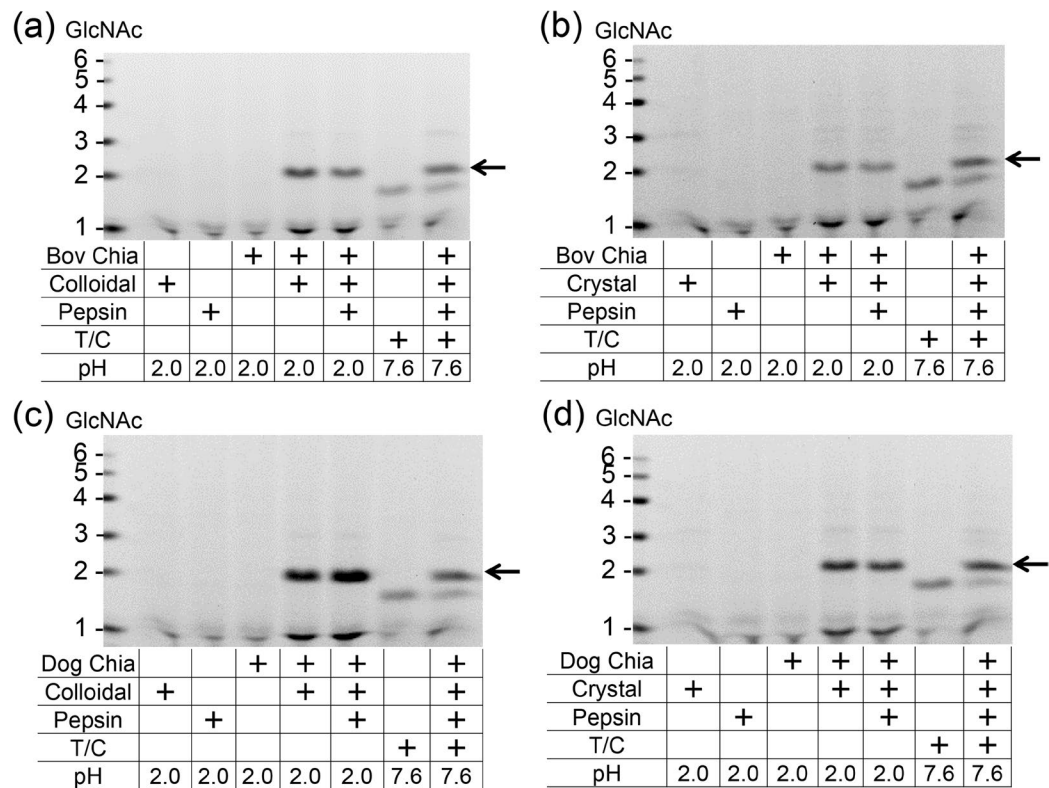 (a) GlcNAc
6 -
5 -
4 -
3 -
2 -
1 -
Bov Chia + + + +
Colloidal + + + +
Pepsin + + +
T/C + +
pH 2.0 2.0 2.0 2.0 2.0 7.6 7.6
(b) GlcNAc
6 -
5 -
4 -
3 -
2 -
1 -
Bov Chia + + + +
Crystal + + + +
Pepsin + + +
T/C + +
pH 2.0 2.0 2.0 2.0 2.0 7.6 7.6
(c) GlcNAc
6 -
5 -
4 -
3 -
2 -
1 -
Dog Chia + + + +
Colloidal + + + +
Pepsin + + +
T/C + +
pH 2.0 2.0 2.0 2.0 2.0 7.6 7.6
(d) GlcNAc
6 -
5 -
4 -
3 -
2 -
1 -
Dog Chia + + + +
Crystal + + + +
Pepsin + + +
T/C + +
pH 2.0 2.0 2.0 2.0 2.0 7.6 7.6